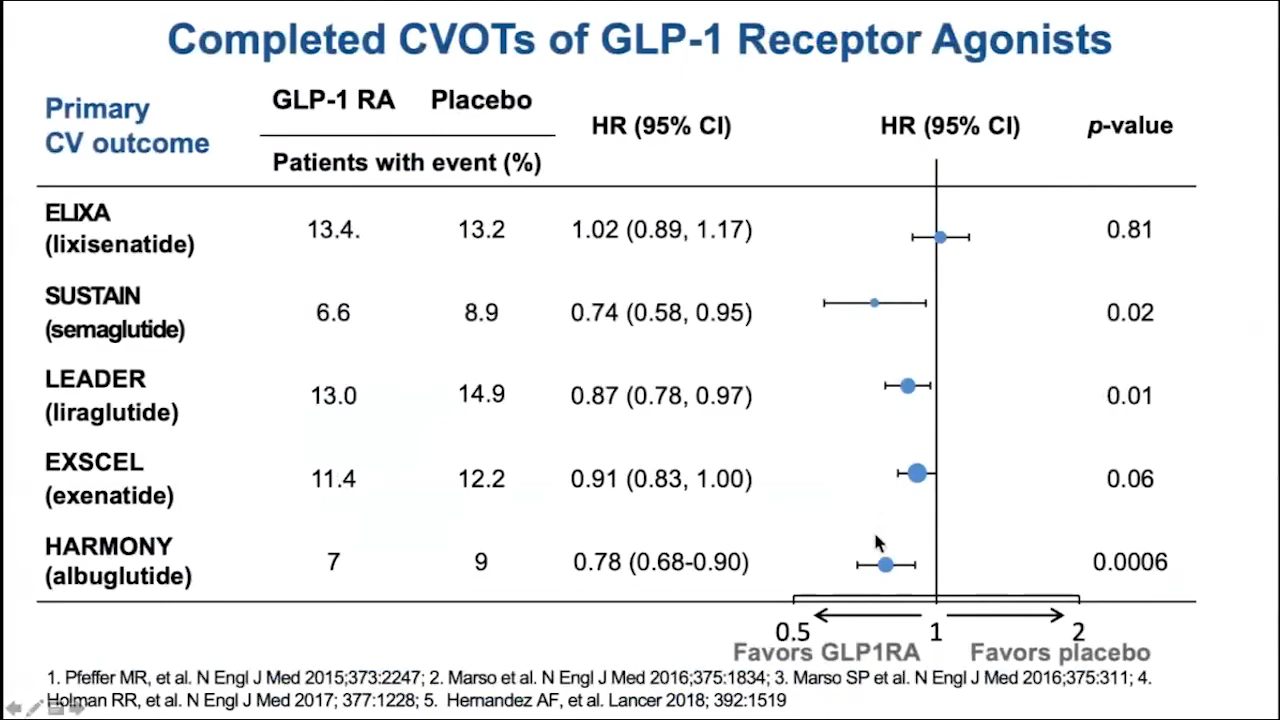 Completed CVOTs of GLP-1 Receptor Agonists
Primary
CV outcome
GLP-1 RA Placebo
Patients with event (%)
HR (95% CI)
HR (95% CI)
p-value
ELIXA
(lixisenatide)
13.4. 13.2 1.02 (0.89, 1.17) 0.81
SUSTAIN
(semaglutide)
6.6 8.9 0.74 (0.58, 0.95) 0.02
LEADER
(liraglutide)
13.0 14.9 0.87 (0.78, 0.97) 0.01
EXSCEL
(exenatide)
11.4 12.2 0.91 (0.83, 1.00) 0.06
HARMONY
(albuglutide)
7 9 0.78 (0.68-0.90) 0.0006
0.5 1 2
Favors GLP1RA Favors placebo
1. Pfeffer MR, et al. N Engl J Med 2015;373:2247; 2. Marso et al. N Engl J Med 2016;375:1834; 3. Marso SP et al. N Engl J Med 2016;375:311; 4.
Holman RR, et al. N Engl J Med 2017; 377:1228; 5. Hernandez AF, et al. Lancer 2018; 392:1519